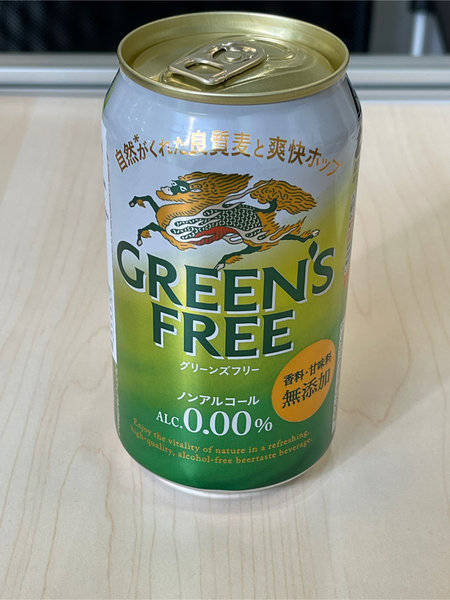 自然*がくれた良質麦と爽快ホップ
GREEN'S
FREE
グリーンズフリー
香料・甘味料
無添加
ノンアルコール
ALC.0.00%
Enjoy the vitality of nature in a refreshing,
high-quality, alcohol-free beertaste beverage.